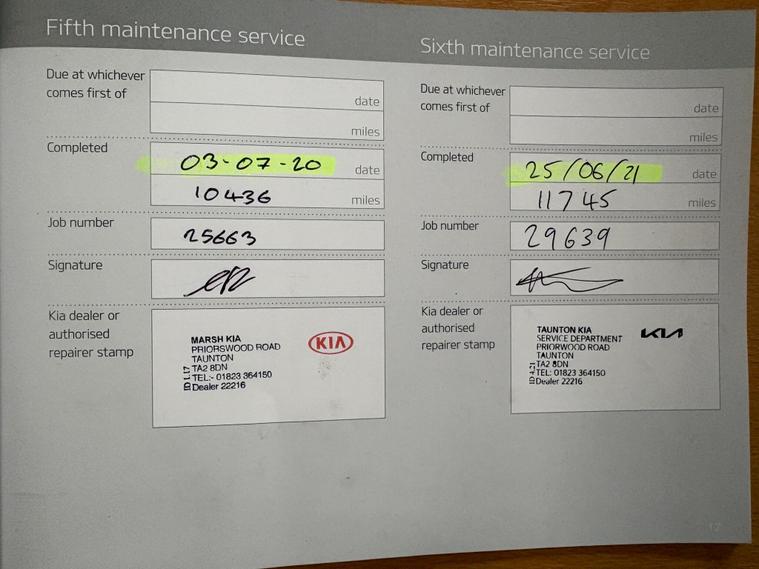 Fifth maintenance service
Due at whichever
comes first of
date
miles
Completed
03-07-20 date
10436 miles
Job number
25663
Signature
Kia dealer or
authorised
repairer stamp
MARSH KIA
PRIORSWOOD ROAD
TAUNTON
TA2 8DN
TEL:- 01823 364150
Dealer 22216
KIA
Sixth maintenance service
Due at whichever
comes first of
date
miles
Completed
25/06/21 date
11745 miles
Job number
29639
Signature
Kia dealer or
authorised
repairer stamp
TAUNTON KIA
SERVICE DEPARTMENT
PRIORWOOD ROAD
TAUNTON
TA2 8DN
TEL: 01823 364150
Dealer 22216
KIA
17